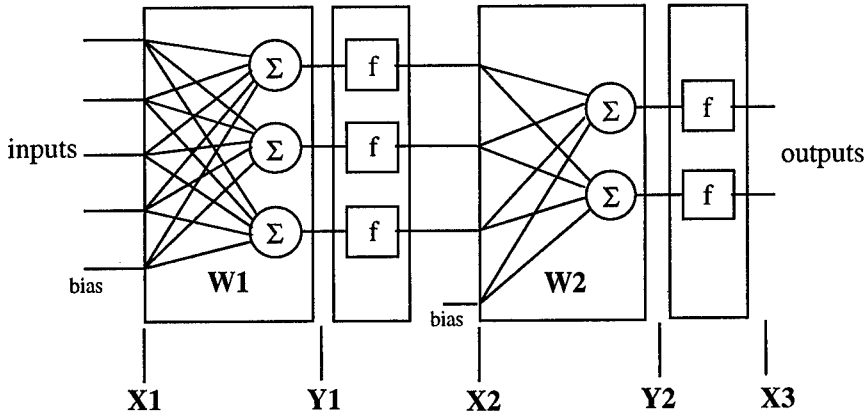 Σ f
Σ f
Σ f
Σ f
Σ f
inputs
outputs
bias
W1
W2
bias
X1 Y1 X2 Y2 X3